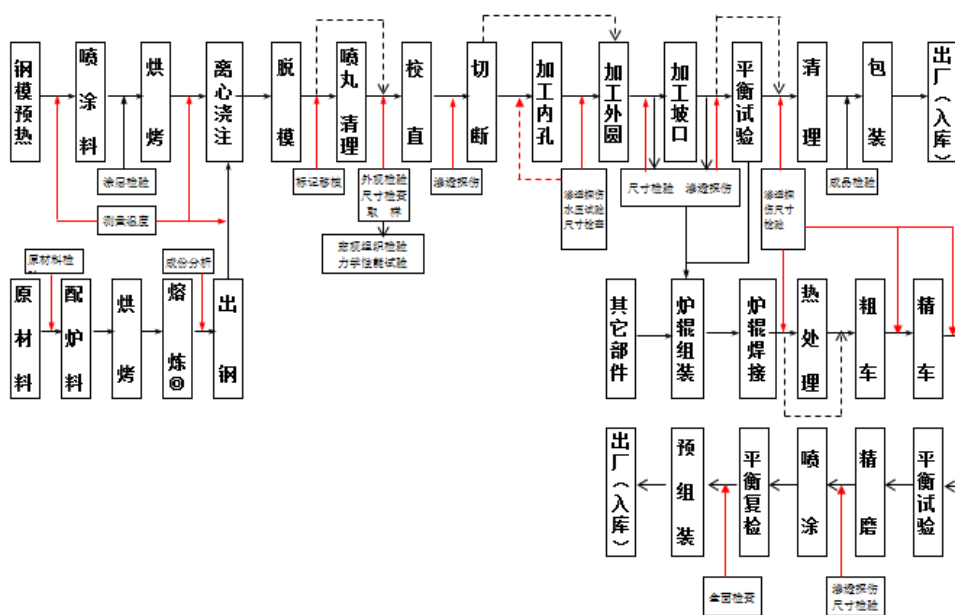 钢模预热
喷涂料
烘烤
离心浇注
脱模
喷丸清理
校直
切断
加工内孔
加工外圆
加工坡口
平衡试验
清理
包装
出厂（入库）
涂层检验
测量温度
标记移植
外观检验
尺寸检查
取 样
宏观组织检验
力学性能试验
渗透探伤
渗透探伤
水压试验
尺寸检查
尺寸检验 渗透探伤
渗透探
伤尺寸
检验
成品检验
原材料检
成份分析
原材料
配炉料
烘烤
熔炼◎
出钢
其它部件
炉辊组装
炉辊焊接
热处理
粗车
精车
出厂（入库）
预组装
平衡复检
喷涂
精磨
平衡试验
全面检查
渗透探伤
尺寸检验